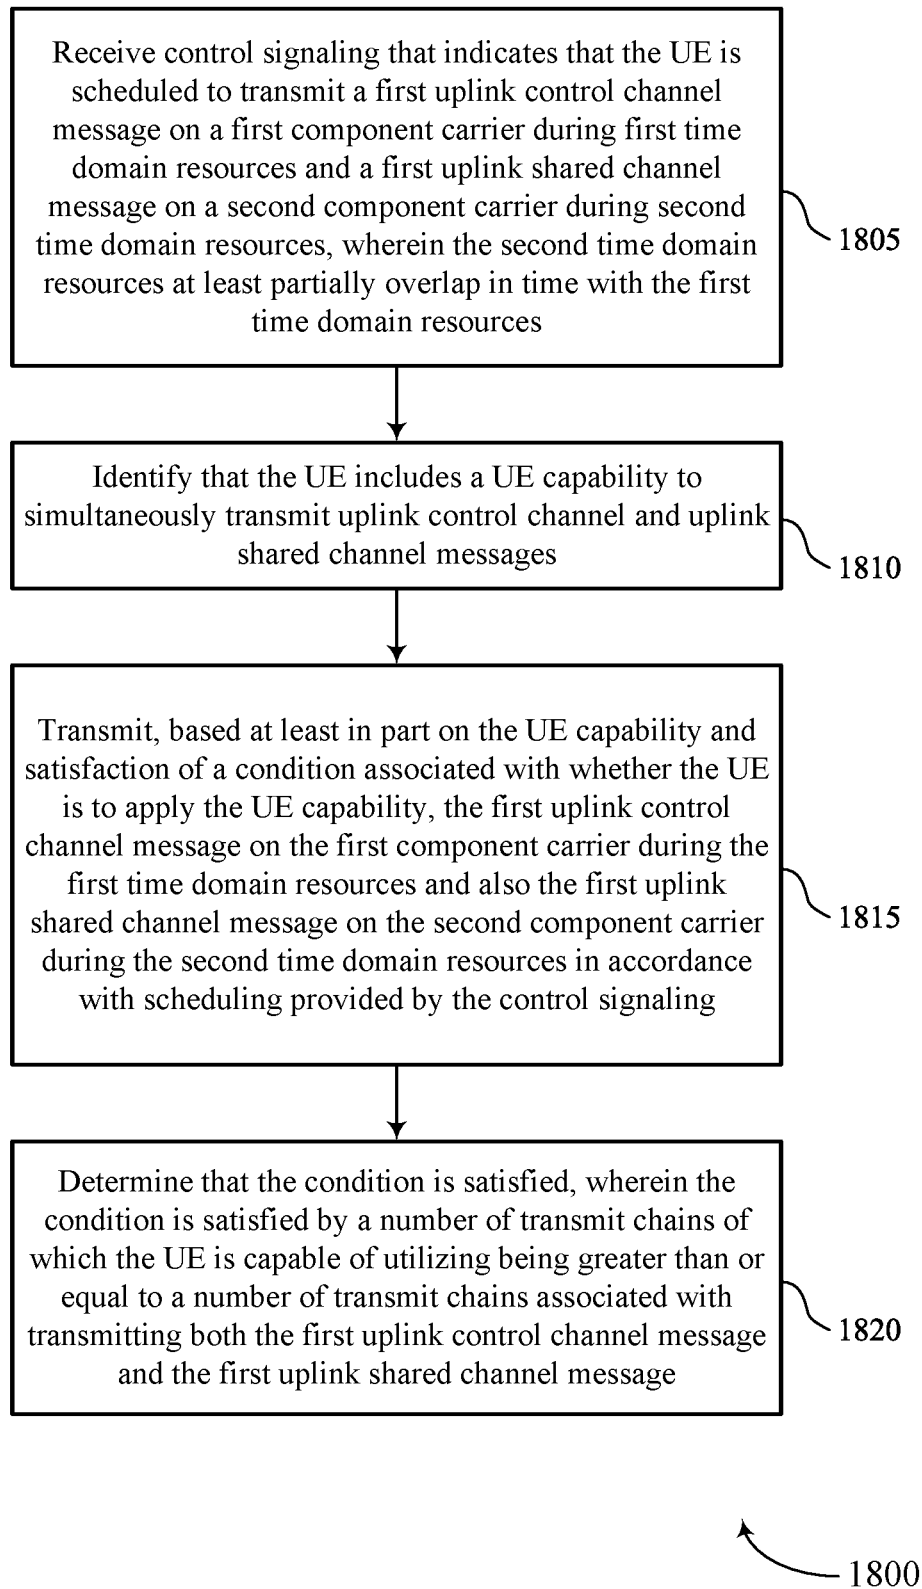 Receive control signaling that indicates that the UE is
scheduled to transmit a first uplink control channel
message on a first component carrier during first time
domain resources and a first uplink shared channel
message on a second component carrier during second
time domain resources, wherein the second time domain
resources at least partially overlap in time with the first
time domain resources
1805
Identify that the UE includes a UE capability to
simultaneously transmit uplink control channel and uplink
shared channel messages
1810
Transmit, based at least in part on the UE capability and
satisfaction of a condition associated with whether the UE
is to apply the UE capability, the first uplink control
channel message on the first component carrier during the
first time domain resources and also the first uplink
shared channel message on the second component carrier
during the second time domain resources in accordance
with scheduling provided by the control signaling
1815
Determine that the condition is satisfied, wherein the
condition is satisfied by a number of transmit chains of
which the UE is capable of utilizing being greater than or
equal to a number of transmit chains associated with
transmitting both the first uplink control channel message
and the first uplink shared channel message
1820
1800